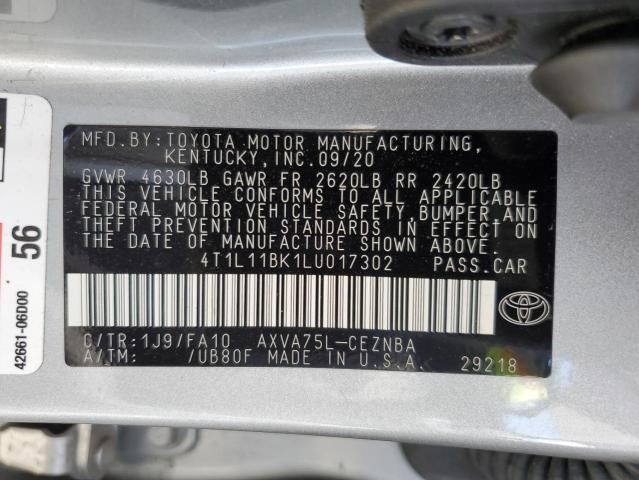 MFD.BY:TOYOTA MOTOR MANUFACTURING,
KENTUCKY, INC.09/20
GVWR 4630LB GAWR FR 2620LB RR 2420LB
THIS VEHICLE CONFORMS TO ALL APPLICABLE
FEDERAL MOTOR VEHICLE SAFETY,BUMPER,AND
THEFT PREVENTION STANDARDS IN EFFECT ON
THE DATE OF MANUFACTURE SHOWN ABOVE.
4T1L11BK1LU017302 PASS.CAR
C/TR:1J9/FA10 AXVA75L-CEZNBA
A/TM: /UB80F MADE IN U.S.A. 29218
56
42661-06D00